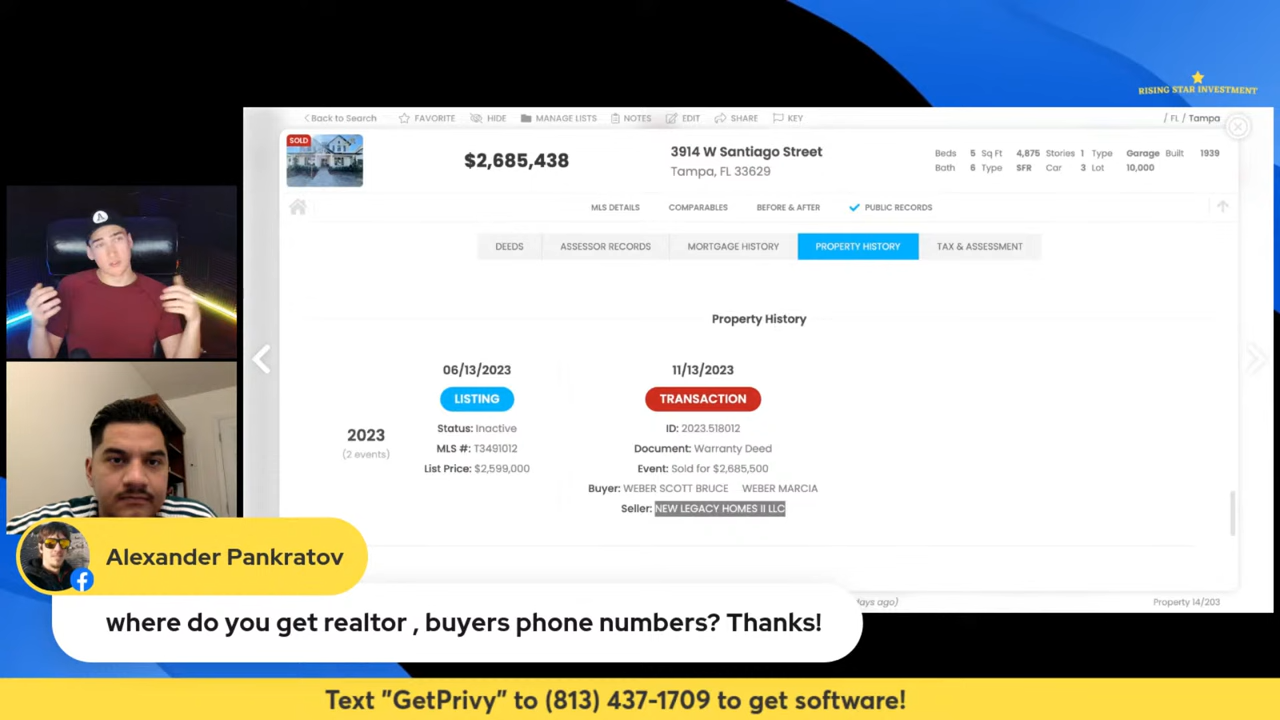 RISING STAR INVESTMENT
Back to Search FAVORITE HIDE MANAGE LISTS NOTES EDIT SHARE KEY / FL / Tampa
SOLD
$2,685,438
3914 W Santiago Street
Tampa, FL 33629
Beds 5 Sq Ft 4,875 Stories 1 Type Garage Built 1939
Bath 6 Type SFR Car 3 Lot 10,000
MLS DETAILS COMPARABLES BEFORE & AFTER PUBLIC RECORDS
DEEDS ASSESSOR RECORDS MORTGAGE HISTORY PROPERTY HISTORY TAX & ASSESSMENT
Property History
06/13/2023 11/13/2023
LISTING TRANSACTION
2023
(2 events)
Status: Inactive
MLS #: T3491012
List Price: $2,599,000
ID: 2023.518012
Document: Warranty Deed
Event: Sold for $2,685,500
Buyer: WEBER SCOTT BRUCE WEBER MARCIA
Seller: NEW LEGACY HOMES II LLC
days ago) Property 14/203
Alexander Pankratov
where do you get realtor , buyers phone numbers? Thanks!
Text "GetPrivy" to (813) 437-1709 to get software!